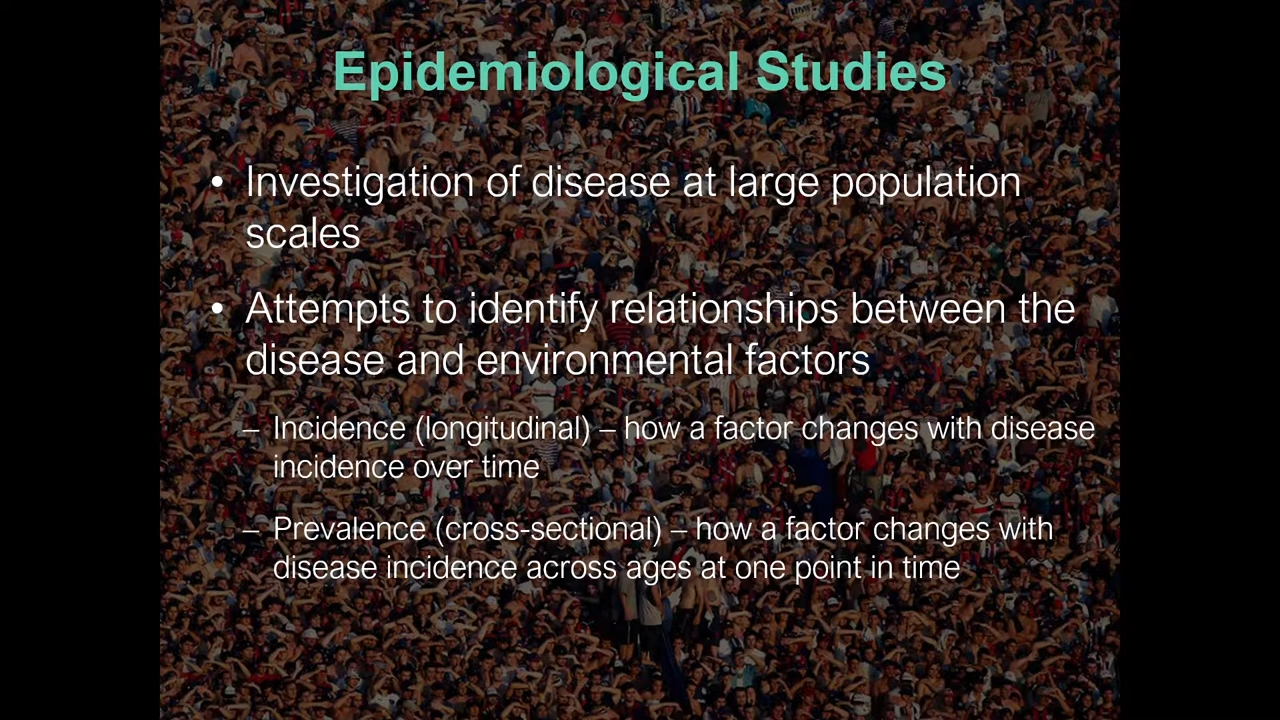 Epidemiological Studies
• Investigation of disease at large population
scales
• Attempts to identify relationships between the
disease and environmental factors
– Incidence (longitudinal) – how a factor changes with disease
incidence over time
– Prevalence (cross-sectional) – how a factor changes with
disease incidence across ages at one point in time